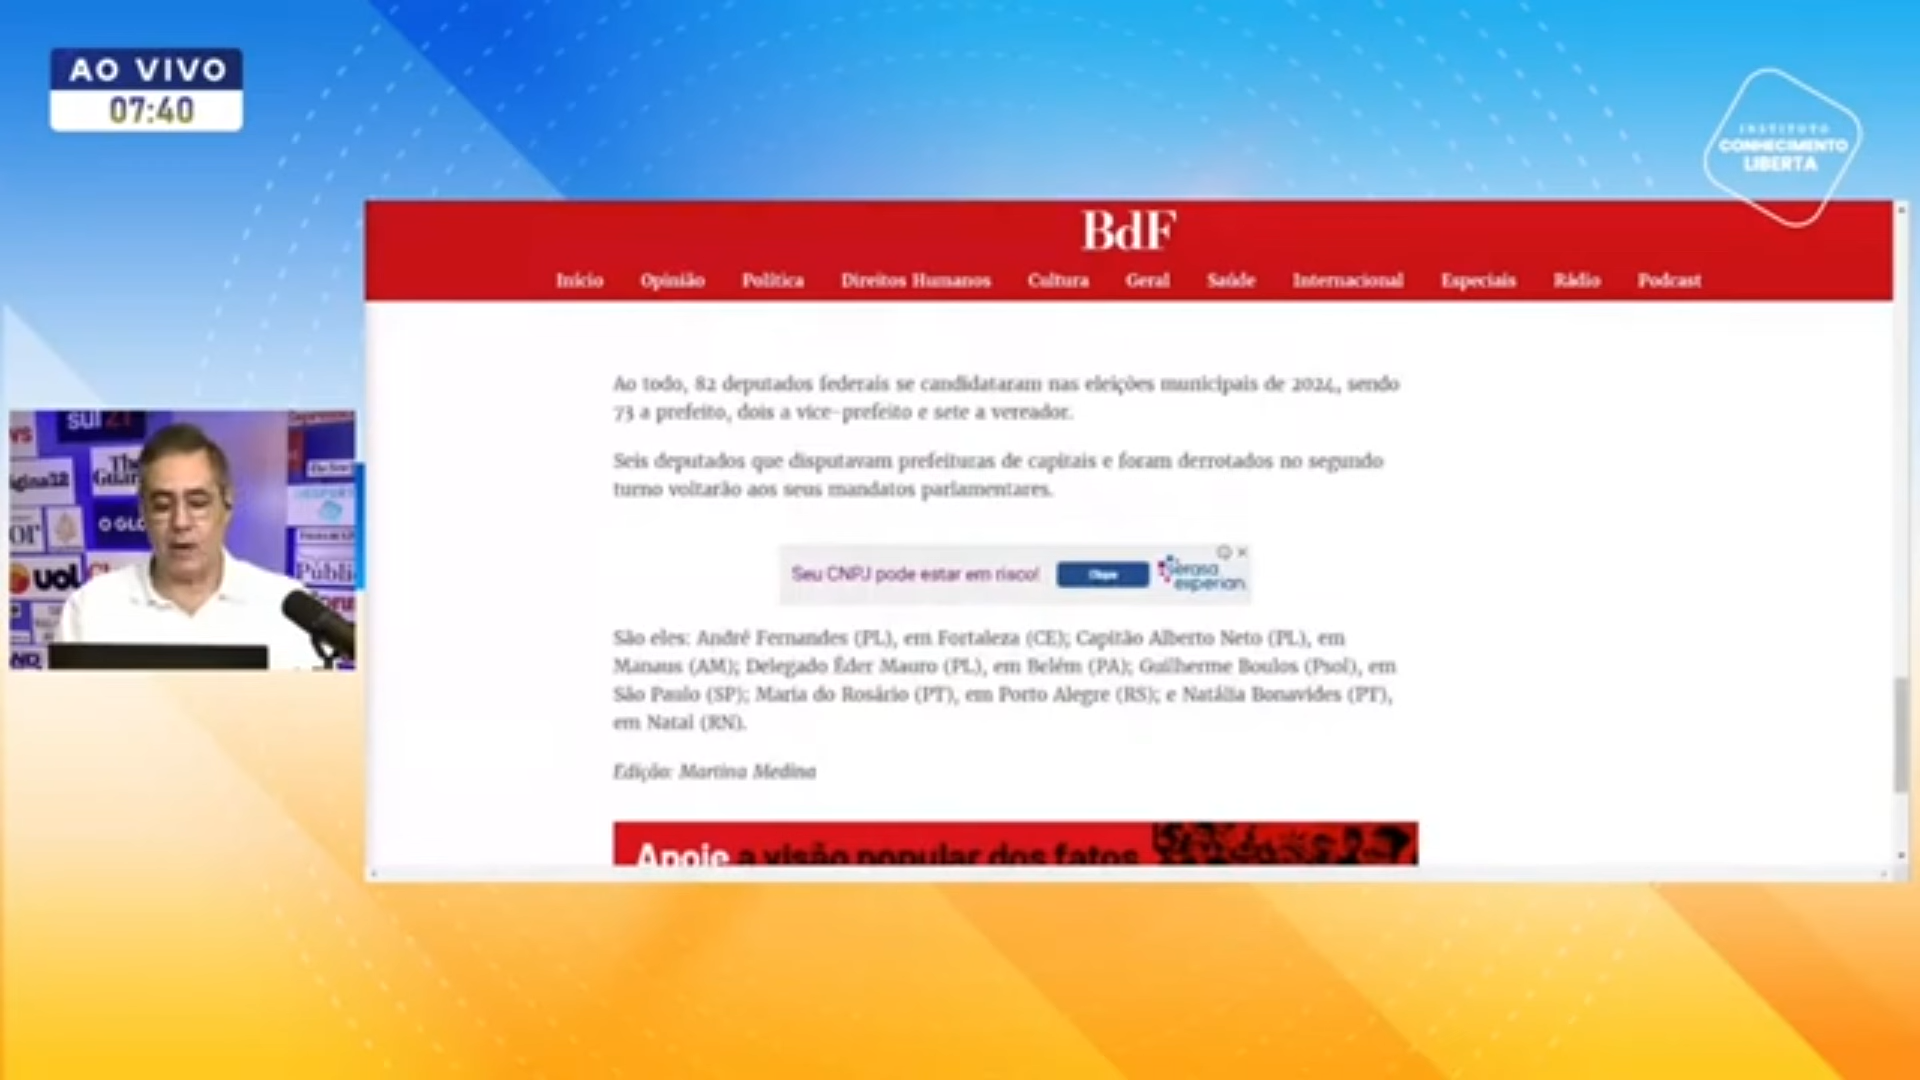 AO VIVO
07:40
INSTITUTO
CONHECIMENTO
LIBERTA
BdF
Início Opinião Política Direitos Humanos Cultura Geral Saúde Internacional Especiais Rádio Podcast
Ao todo, 82 deputados federais se candidataram nas eleições municipais de 2024, sendo
73 a prefeito, dois a vice-prefeito e sete a vereador.
Seis deputados que disputavam prefeituras de capitais e foram derrotados no segundo
turno voltarão aos seus mandatos parlamentares.
Seu CNPJ pode estar em risco!
Clique
serasa
experian.
São eles: André Fernandes (PL), em Fortaleza (CE); Capitão Alberto Neto (PL), em
Manaus (AM); Delegado Éder Mauro (PL), em Belém (PA); Guilherme Boulos (Psol), em
São Paulo (SP); Maria do Rosário (PT), em Porto Alegre (RS); e Natália Bonavides (PT),
em Natal (RN).
Edição: Martina Medina
Apoie a visão popular dos fatos
sul21
The
O GLO
uol
Públi